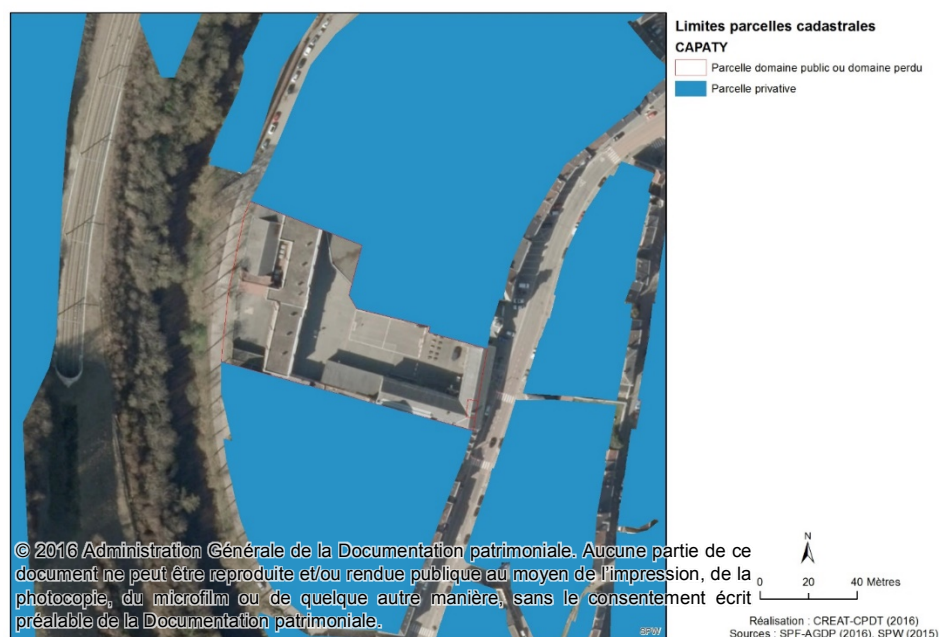 Limites parcelles cadastrales
CAPATY
Parcelle domaine public ou domaine perdu
Parcelle privative
© 2016 Administration Générale de la Documentation patrimoniale. Aucune partie de ce
document ne peut être reproduite et/ou rendue publique au moyen de l'impression, de la
photocopie, du microfilm ou de quelque autre manière, sans le consentement écrit
préalable de la Documentation patrimoniale.
SPW
N
0 20 40 Mètres
Réalisation : CREAT-CPDT (2016)
Sources : SPF-AGDP (2016), SPW (2015)